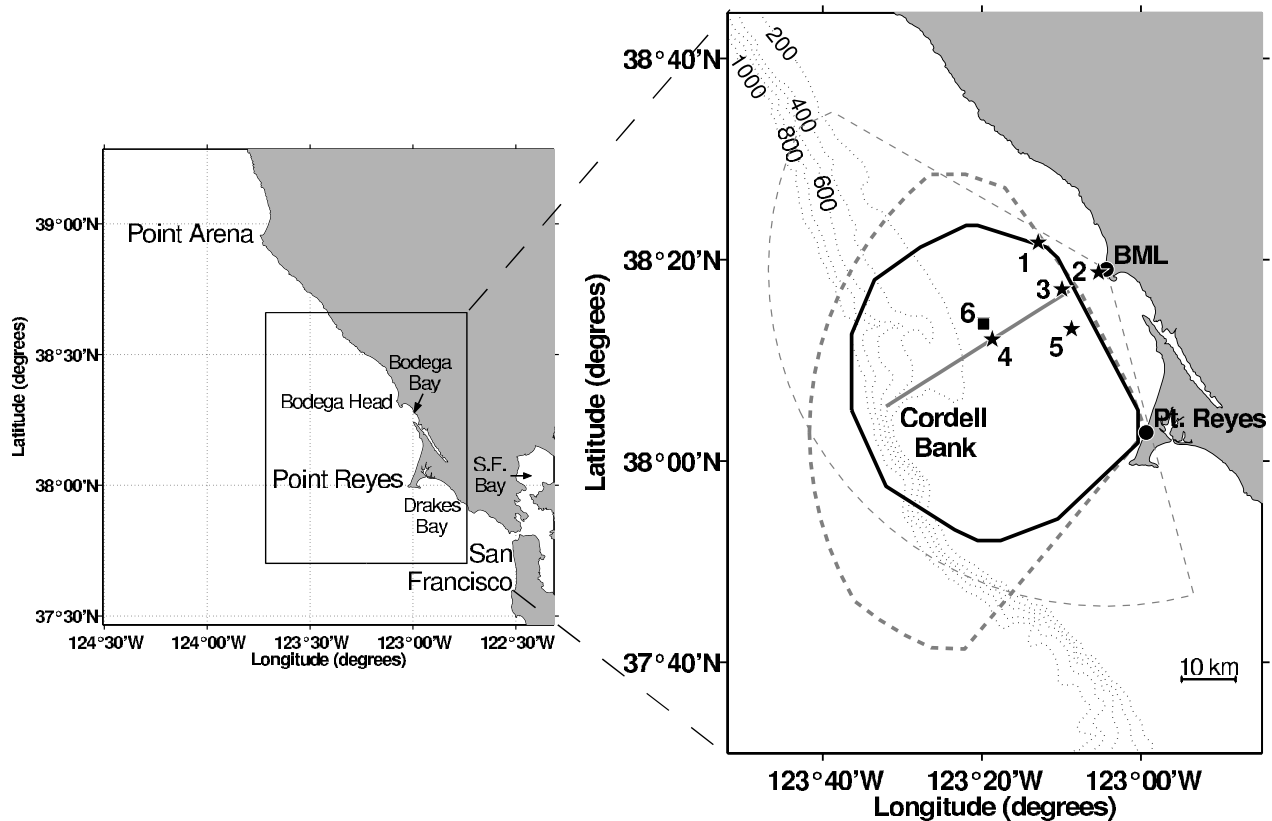 39°00'N
38°30'N
38°00'N
37°30'N
Latitude (degrees)
124°30'W
124°00'W
123°30'W
123°00'W
122°30'W
Longitude (degrees)
Point Arena
Bodega
Bay
Bodega Head
Point Reyes
S.F.
Bay
Drakes
Bay
San
Francisco
38°40'N
38°20'N
38°00'N
37°40'N
Latitude (degrees)
123°40'W
123°20'W
123°00'W
Longitude (degrees)
200
1000
400
800
600
BML
1
2
3
6
5
4
Cordell
Bank
Pt. Reyes
10 km